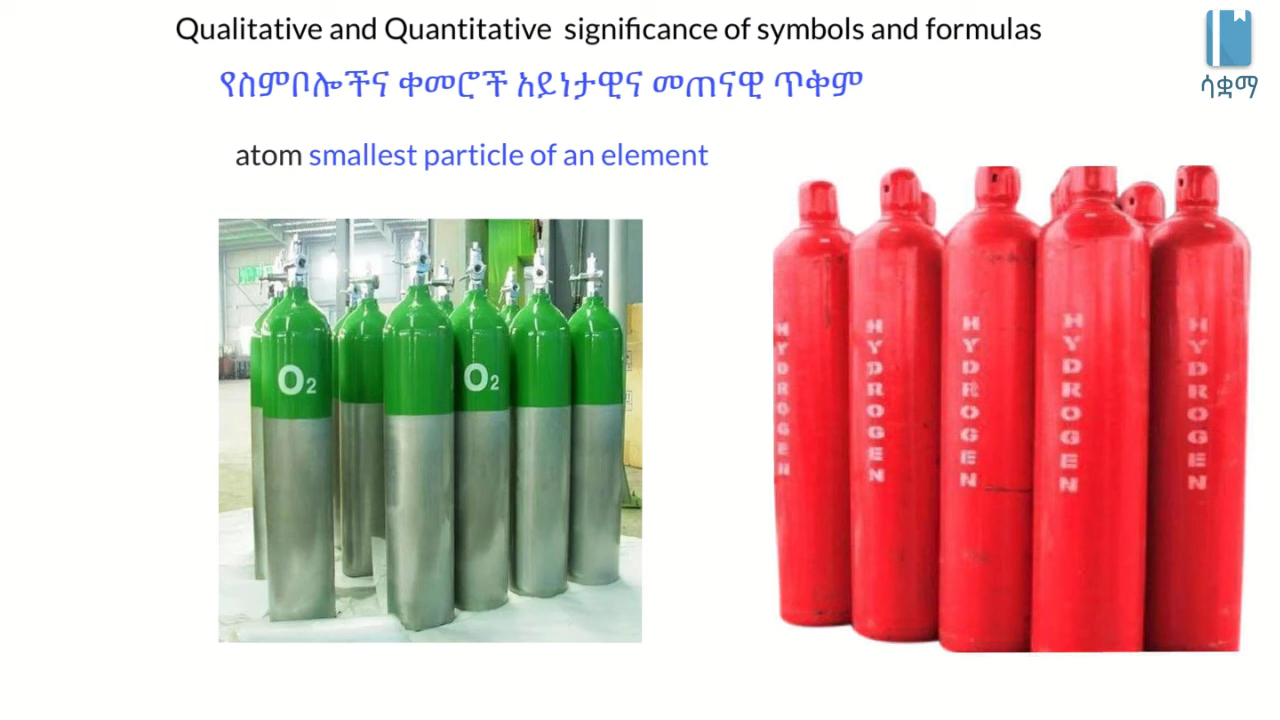 Qualitative and Quantitative significance of symbols and formulas
የስምቦሎችና ቀመሮች አይነታዊና መጠናዊ ጥቅም
ሳቋማ
atom smallest particle of an element
O2
O2
HYDROGEN
HYDROGEN
HYDROGEN
HYDROGEN
HYDROGEN